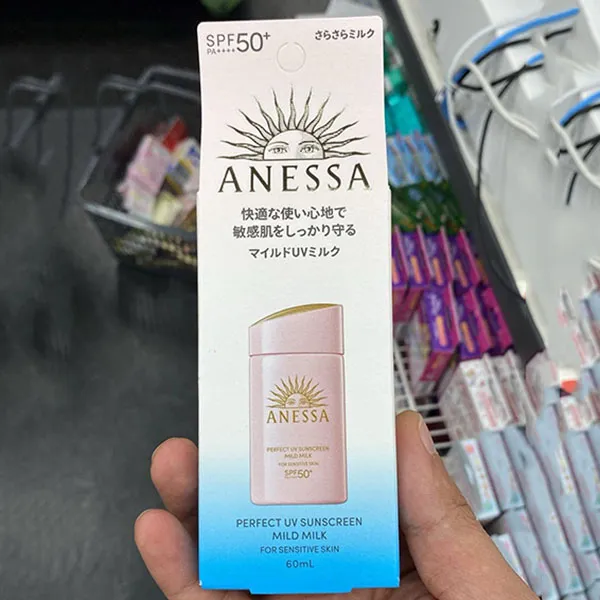 SPF50+
PA++++
さらさらミルク
ANESSA
快適な使い心地で
敏感肌をしっかり守る
マイルドUVミルク
ANESSA
PERFECT UV SUNSCREEN
MILD MILK
FOR SENSITIVE SKIN
SPF50+
PERFECT UV SUNSCREEN
MILD MILK
FOR SENSITIVE SKIN
60mL